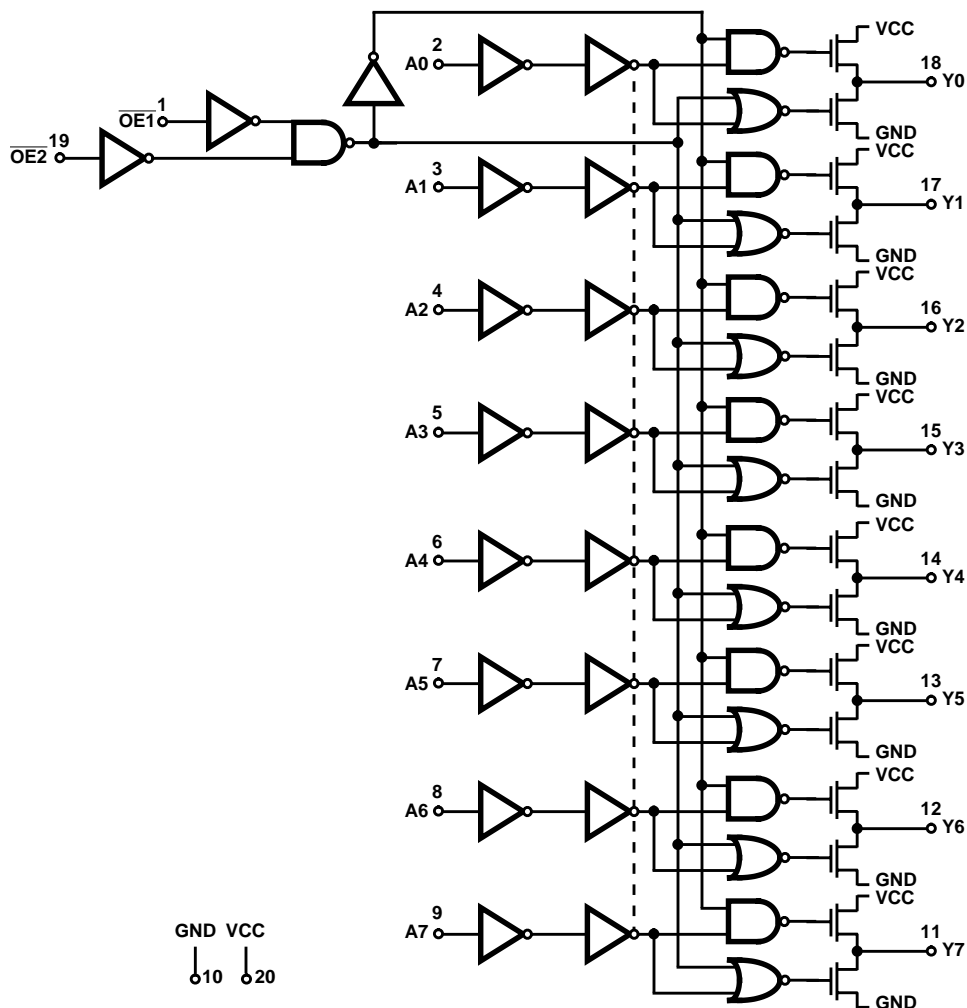 VCC
2
A0
18
Y0
1
OE1
GND
19
OE2
VCC
3
A1
17
Y1
GND
VCC
4
A2
16
Y2
GND
VCC
5
A3
15
Y3
GND
VCC
6
A4
14
Y4
GND
VCC
7
A5
13
Y5
GND
VCC
8
A6
12
Y6
GND
VCC
9
A7
11
Y7
GND
GND VCC
10 20